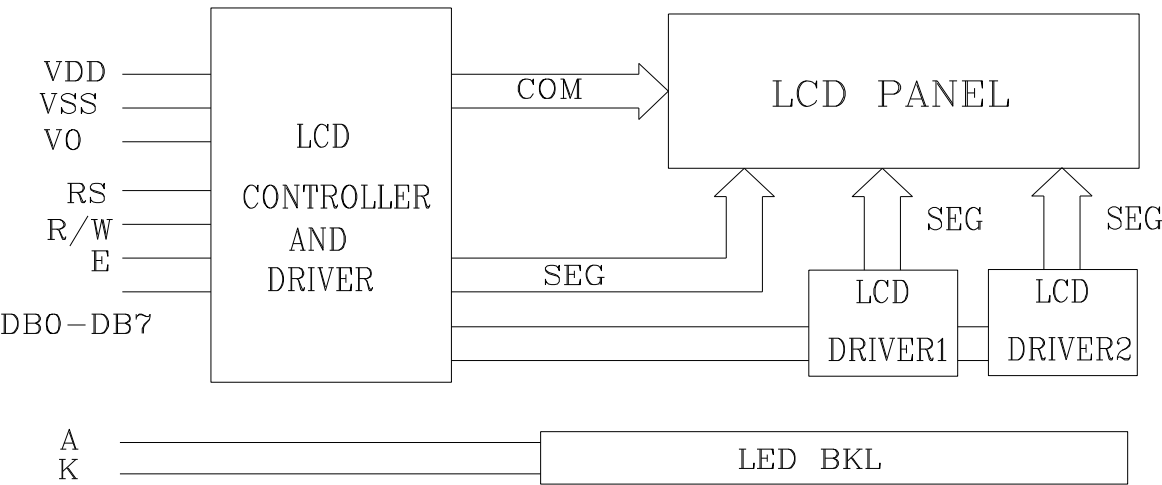 VDD
VSS
V0
RS
R/W
E
DB0-DB7
LCD
CONTROLLER
AND
DRIVER
COM
LCD PANEL
SEG
SEG
SEG
LCD
DRIVER1
LCD
DRIVER2
A
K
LED BKL